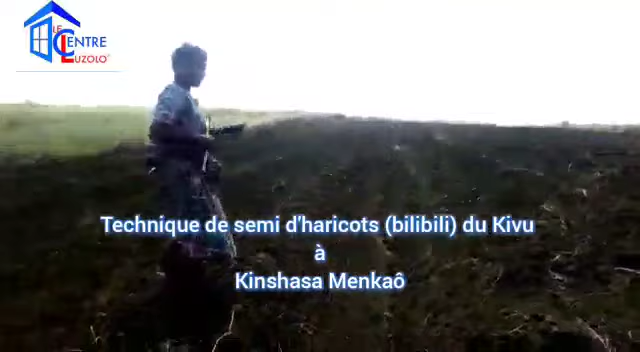 LE
CENTRE
LUZOLO
Technique de semi d'haricots (bilibili) du Kivu
à
Kinshasa Menkaô